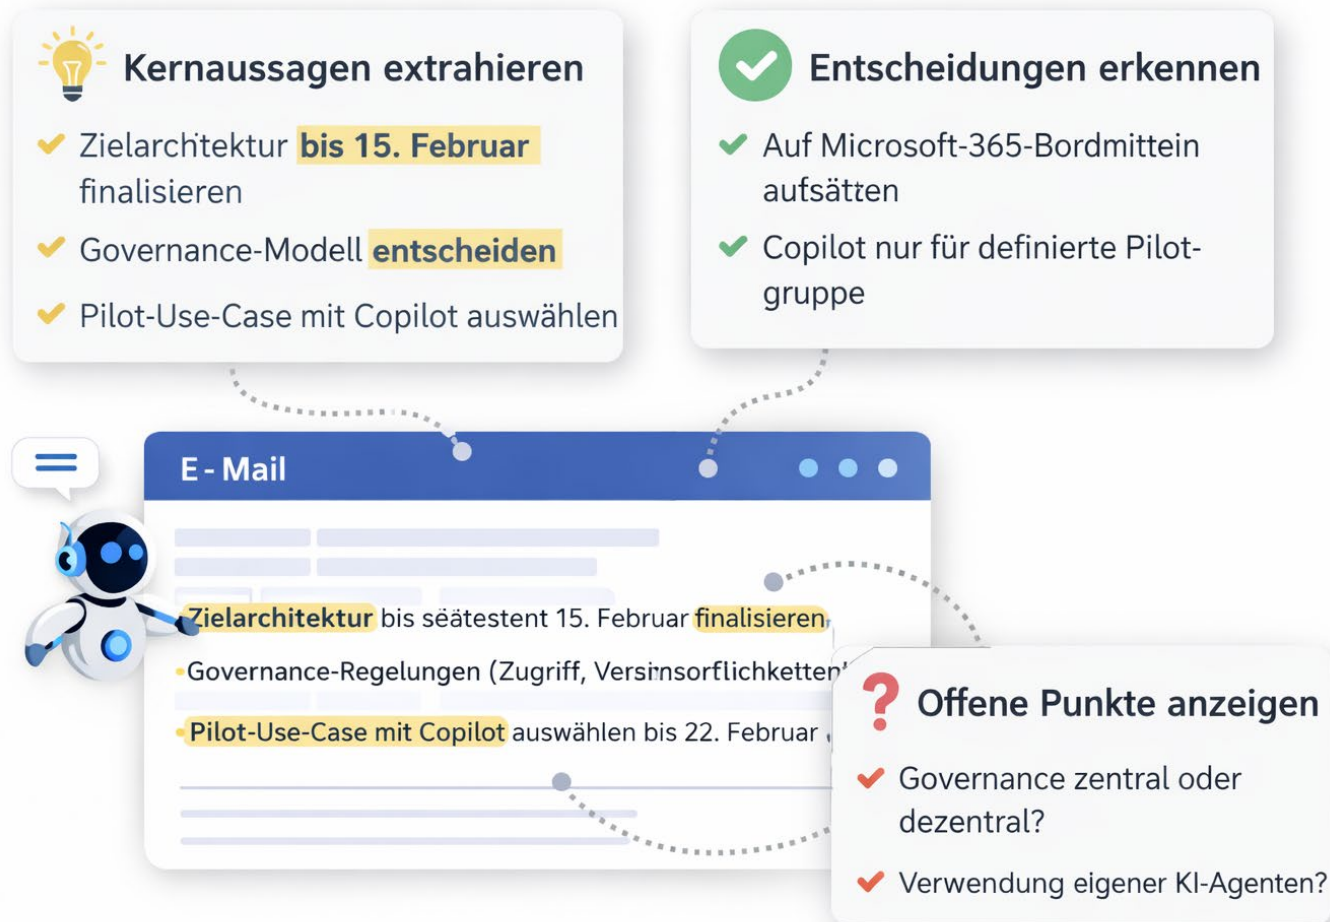 Kernaussagen extrahieren
Zielarchtektur bis 15. Februar
finalisieren
Governance-Modell entscheiden
Pilot-Use-Case mit Copilot auswählen
Entscheidungen erkennen
Auf Microsoft-365-Bordmittein
aufsätten
Copilot nur für definierte Pilot-
gruppe
E - Mail
Zielarchitektur bis sëätestent 15. Februar finalisieren
Governance-Regelungen (Zugriff, Versimsorflichketten
Pilot-Use-Case mit Copilot auswählen bis 22. Februar
Offene Punkte anzeigen
Governance zentral oder
dezentral?
Verwendung eigener KI-Agenten?